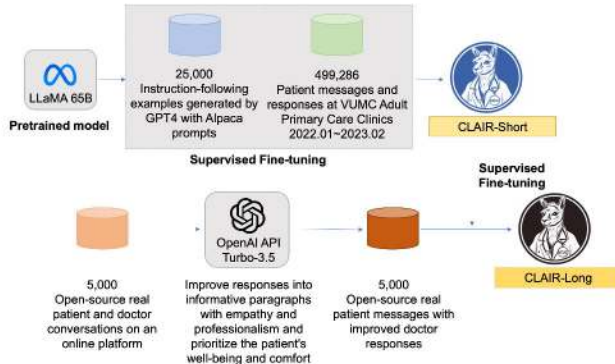 LLaMA 65B
Pretrained model
25,000
Instruction-following
examples generated by
GPT4 with Alpaca
prompts
499,286
Patient messages and
responses at VUMC Adult
Primary Care Clinics
2022.01~2023.02
Supervised Fine-tuning
CLAIR-Short
5,000
Open-source real
patient and doctor
conversations on an
online platform
OpenAI API
Turbo-3.5
Improve responses into
informative paragraphs
with empathy and
professionalism and
prioritize the patient's
well-being and comfort
5,000
Open-source real
patient messages with
improved doctor
responses
Supervised
Fine-tuning
CLAIR-Long